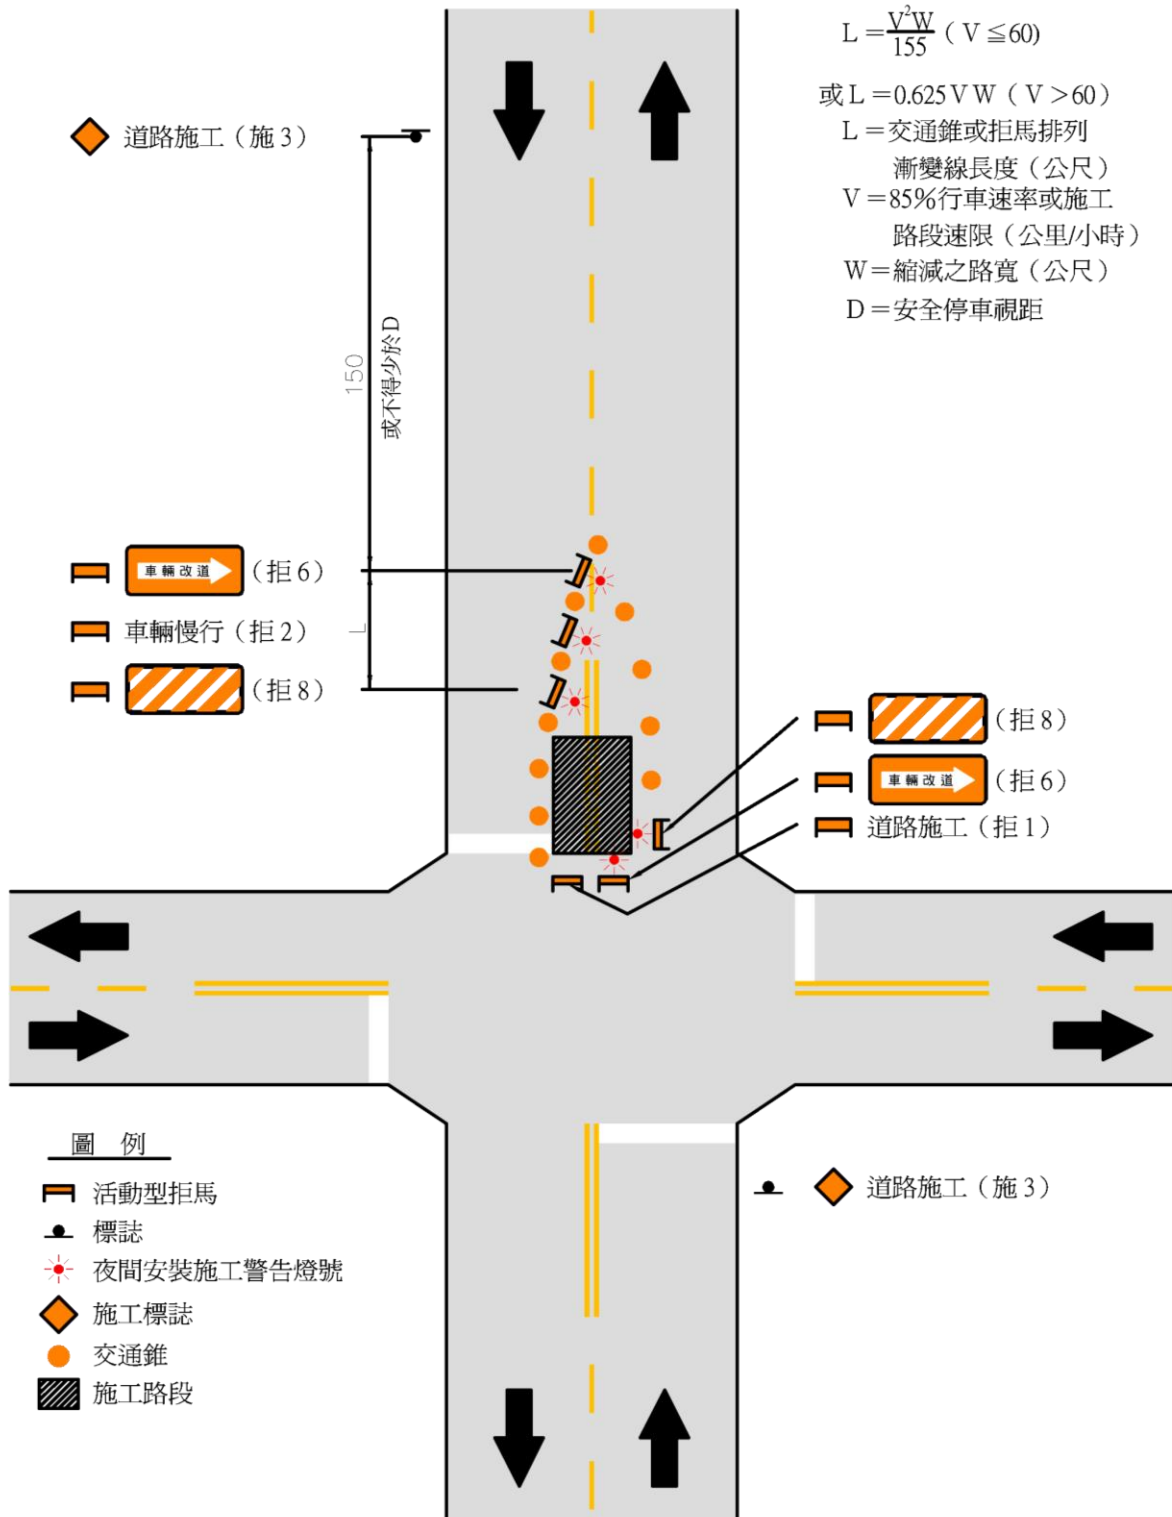 L＝V²W/155（V≦60）
或L＝0.625VW（V＞60）
L＝交通錐或拒馬排列
漸變線長度（公尺）
V＝85%行車速率或施工
路段速限（公里/小時）
W＝縮減之路寬（公尺）
D＝安全停車視距
道路施工（施3）
150
或不得少於D
車輛改道
（拒6）
車輛慢行（拒2）
（拒8）
L
（拒8）
車輛改道
（拒6）
道路施工（拒1）
圖 例
活動型拒馬
標誌
夜間安裝施工警告燈號
施工標誌
交通錐
施工路段
道路施工（施3）